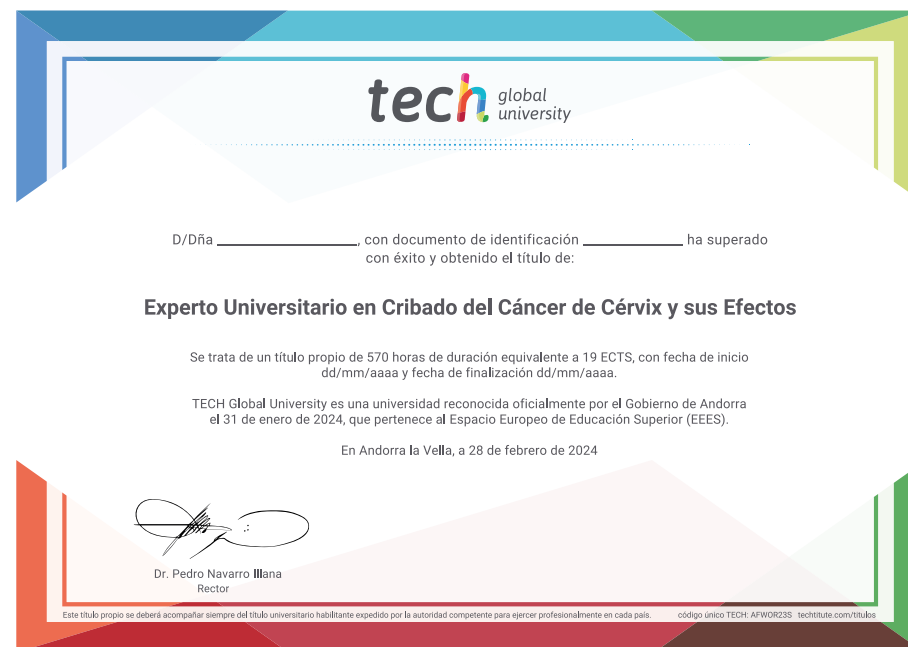 tech global university
D/Dña ____________________, con documento de identificación ______________ ha superado
con éxito y obtenido el título de:
Experto Universitario en Cribado del Cáncer de Cérvix y sus Efectos
Se trata de un título propio de 570 horas de duración equivalente a 19 ECTS, con fecha de inicio
dd/mm/aaaa y fecha de finalización dd/mm/aaaa.
TECH Global University es una universidad reconocida oficialmente por el Gobierno de Andorra
el 31 de enero de 2024, que pertenece al Espacio Europeo de Educación Superior (EEES).
En Andorra la Vella, a 28 de febrero de 2024
Dr. Pedro Navarro Illana
Rector
Este título propio se deberá acompañar siempre del título universitario habilitante expedido por la autoridad competente para ejercer profesionalmente en cada país. código único TECH: AFWOR23S techtitute.com/titulos